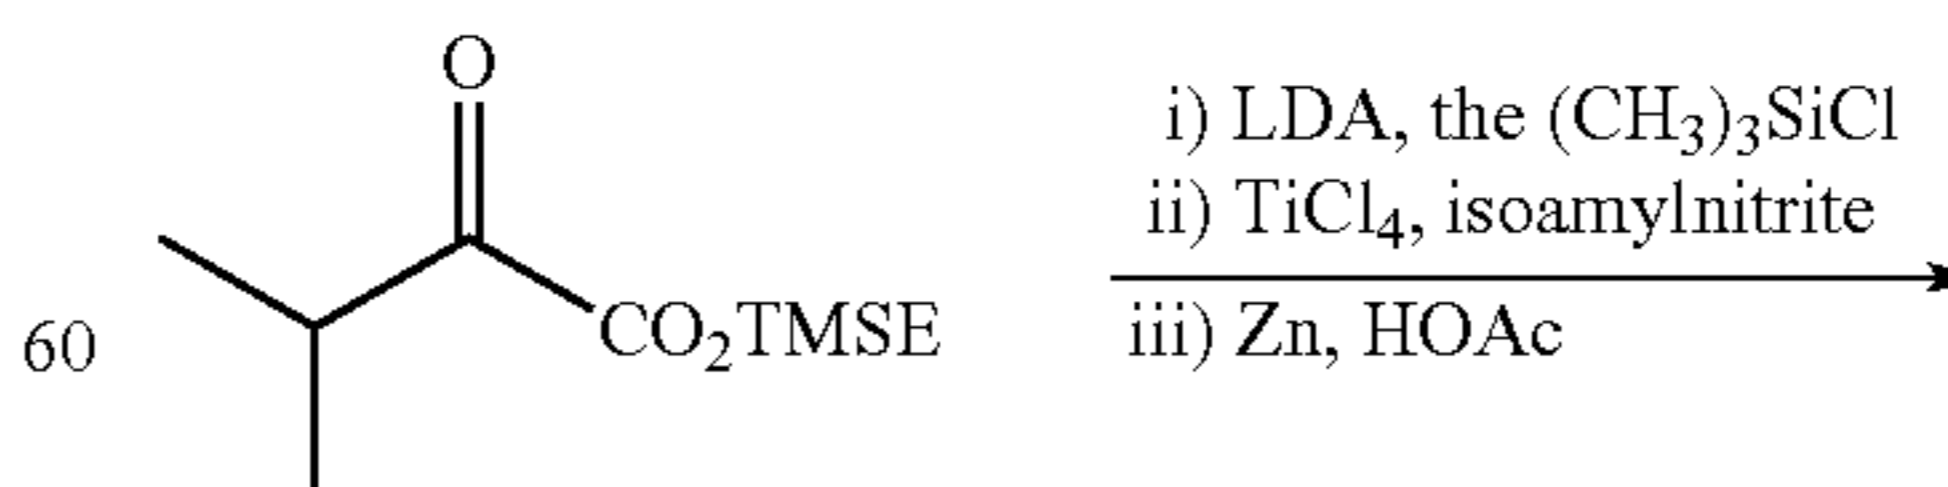 O
i) LDA, the (CH₃)₃SiCl
ii) TiCl₄, isoamylnitrite
60
CO₂TMSE
iii) Zn, HOAc